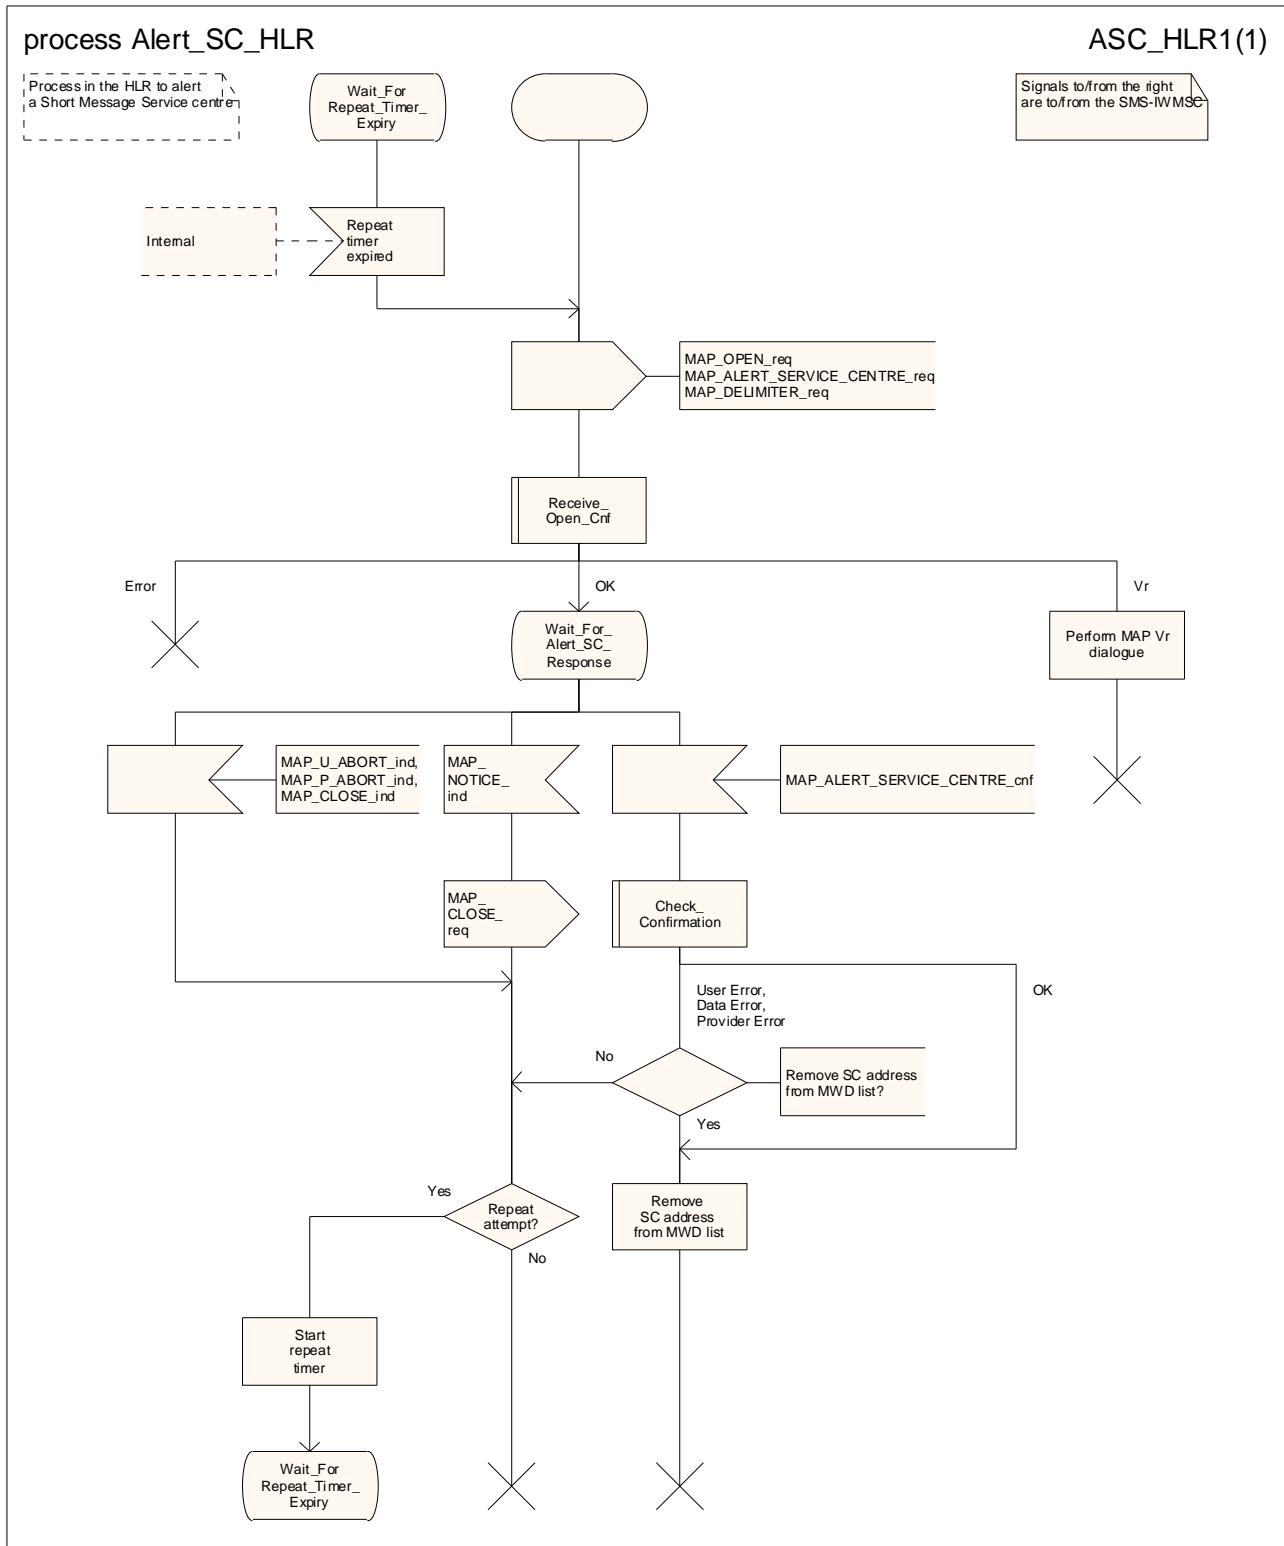 process Alert_SC_HLR
ASC_HLR1(1)
Process in the HLR to alert
a Short Message Service centre
Wait_For
Repeat_Timer_
Expiry
Signals to/from the right
are to/from the SMS-IWMSC
Internal
Repeat
timer
expired
MAP_OPEN_req
MAP_ALERT_SERVICE_CENTRE_req
MAP_DELIMITER_req
Receive_
Open_Cnf
Error
OK
Vr
Wait_For_
Alert_SC_
Response
Perform MAP Vr
dialogue
MAP_U_ABORT_ind,
MAP_P_ABORT_ind,
MAP_CLOSE_ind
MAP_
NOTICE_
ind
MAP_ALERT_SERVICE_CENTRE_cnf
MAP_
CLOSE_
req
Check_
Confirmation
User Error,
Data Error,
Provider Error
OK
No
Remove SC address
from MWD list?
Yes
Yes
Repeat
attempt?
No
Remove
SC address
from MWD list
Start
repeat
timer
Wait_For
Repeat_Timer_
Expiry